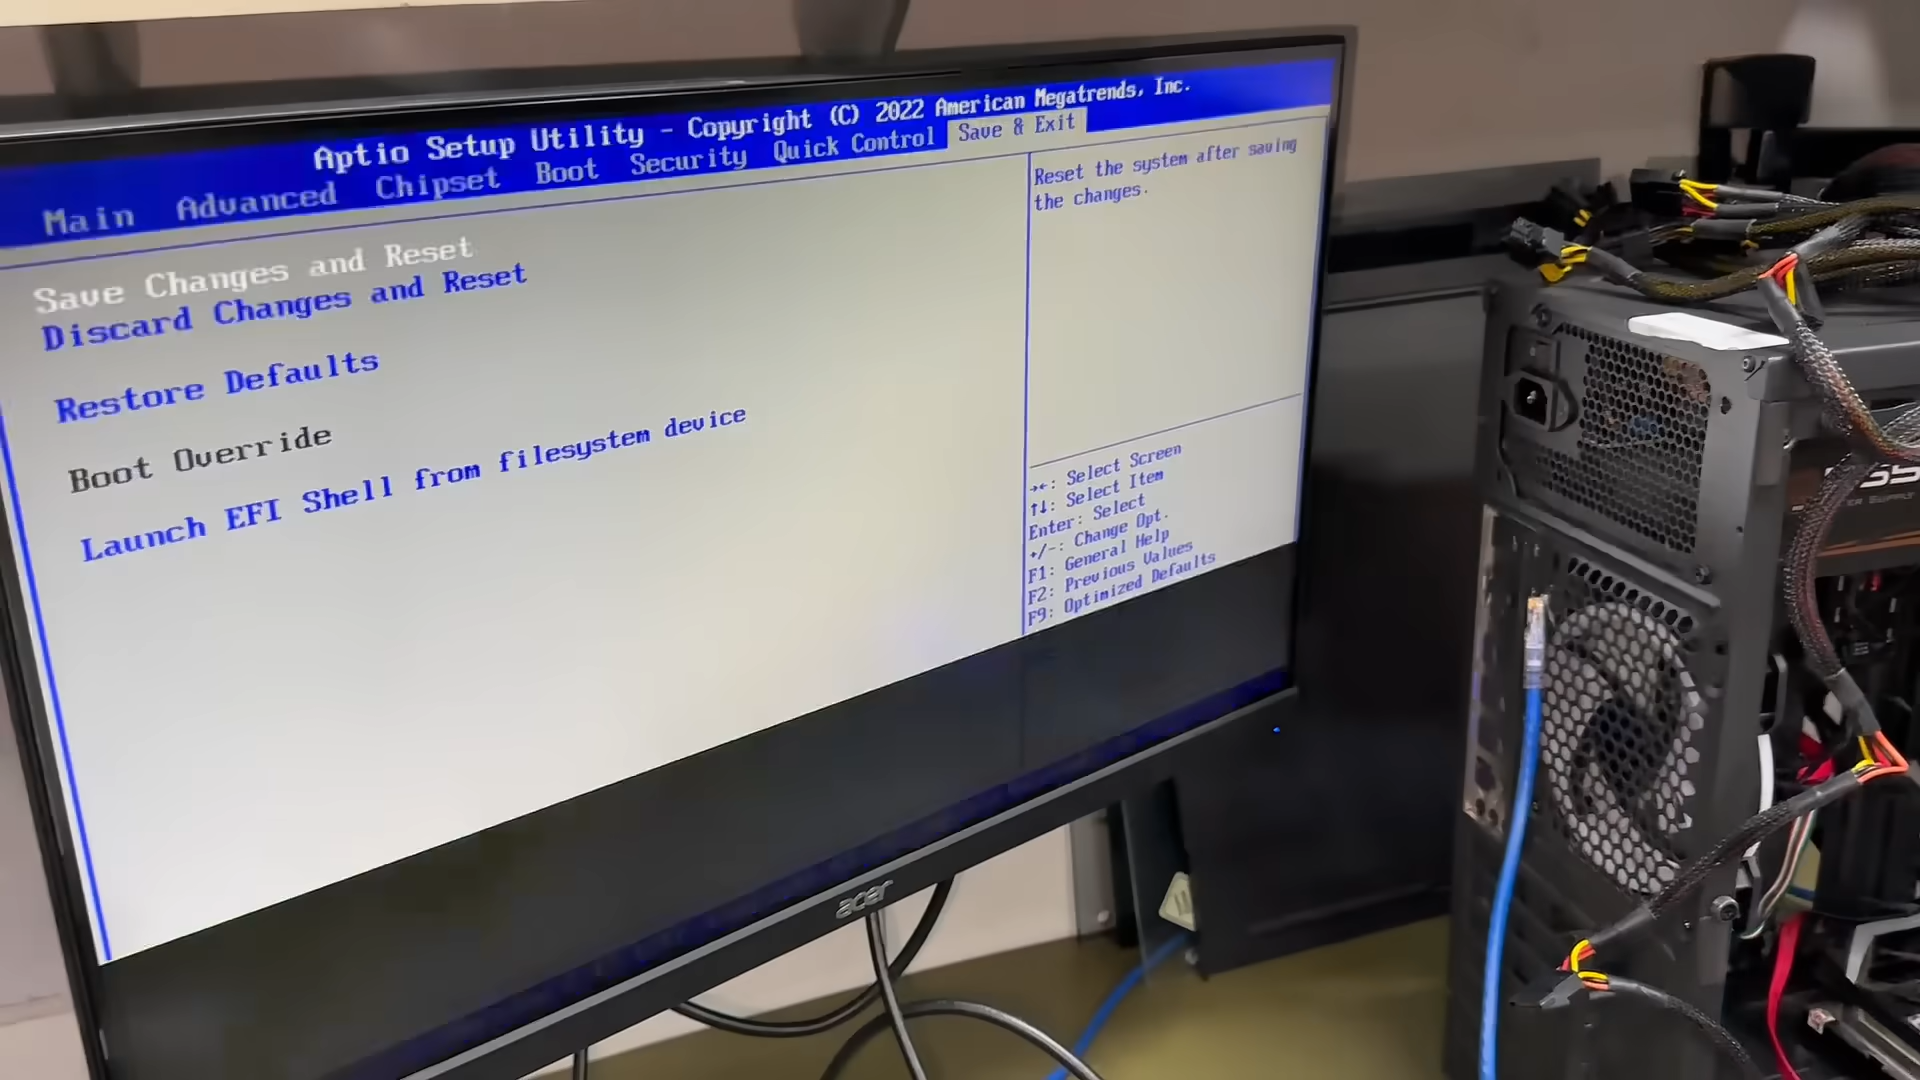 Aptio Setup Utility - Copyright (C) 2022 American Megatrends, Inc.
Main Advanced Chipset Boot Security Quick Control Save & Exit
Save Changes and Reset
Discard Changes and Reset
Restore Defaults
Boot Override
Launch EFI Shell from filesystem device
Reset the system after saving
the changes.
→←: Select Screen
↑↓: Select Item
Enter: Select
+/-: Change Opt.
F1: General Help
F2: Previous Values
F9: Optimized Defaults
acer
SUPPLY